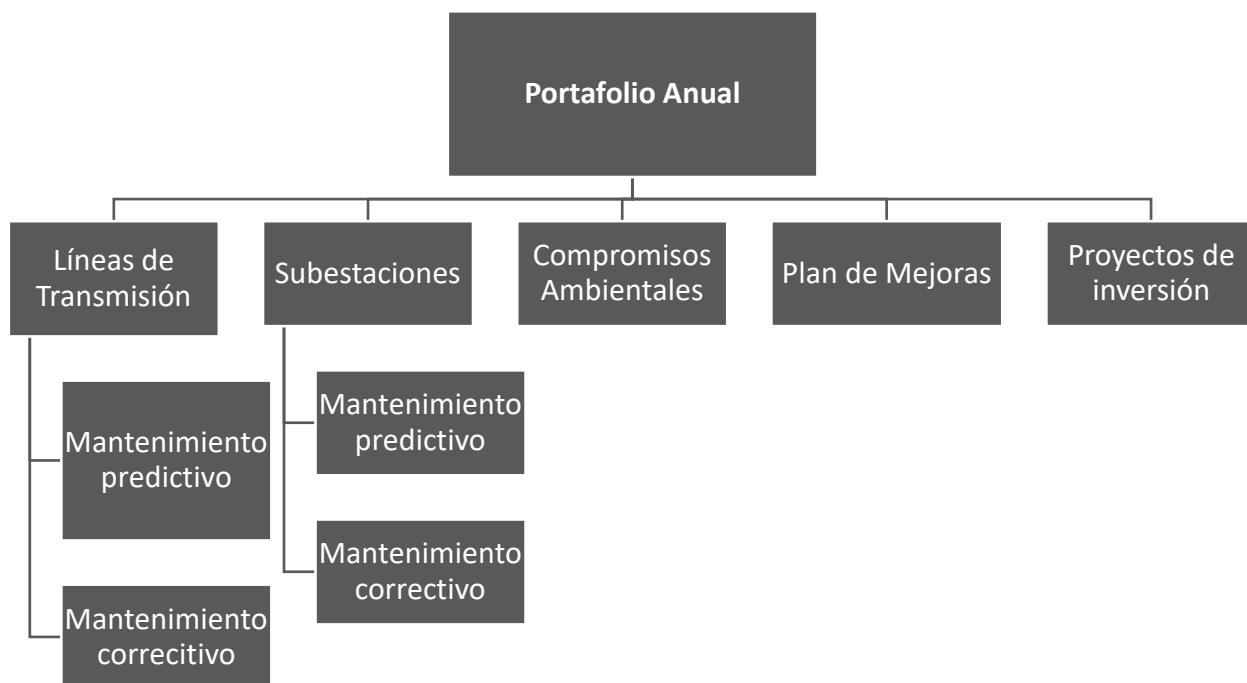 Portafolio Anual
Líneas de
Transmisión
Subestaciones
Compromisos
Ambientales
Plan de Mejoras
Proyectos de
inversión
Mantenimiento
predictivo
Mantenimiento
correcitivo
Mantenimiento
predictivo
Mantenimiento
correctivo